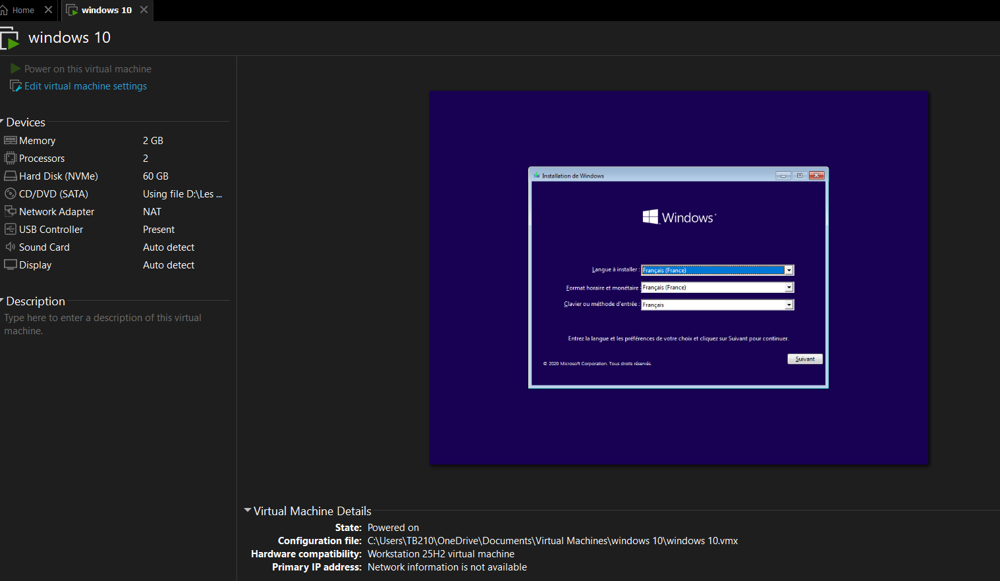 Home
windows 10
windows 10
Power on this virtual machine
Edit virtual machine settings
Devices
Memory 2 GB
Processors 2
Hard Disk (NVMe) 60 GB
CD/DVD (SATA) Using file D:\Les ...
Network Adapter NAT
USB Controller Present
Sound Card Auto detect
Display Auto detect
Description
Type here to enter a description of this virtual
machine.
Installation de Windows
Windows
Langue à installer : Français (France)
Format horaire et monétaire : Français (France)
Clavier ou méthode d'entrée : Français
Entrez la langue et les préférences de votre choix et cliquez sur Suivant pour continuer.
Suivant
© 2020 Microsoft Corporation. Tous droits réservés.
Virtual Machine Details
State: Powered on
Configuration file: C:\Users\TB210\OneDrive\Documents\Virtual Machines\windows 10\windows 10.vmx
Hardware compatibility: Workstation 25H2 virtual machine
Primary IP address: Network information is not available